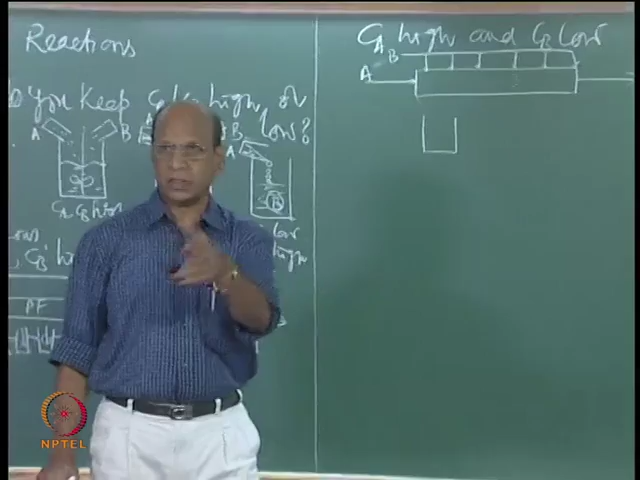 Reactions
D You Keep CA's high, or
low?
A B
A
B
CA CB high
low
CB high
PF
CA high and CB low
B
A
NPTEL